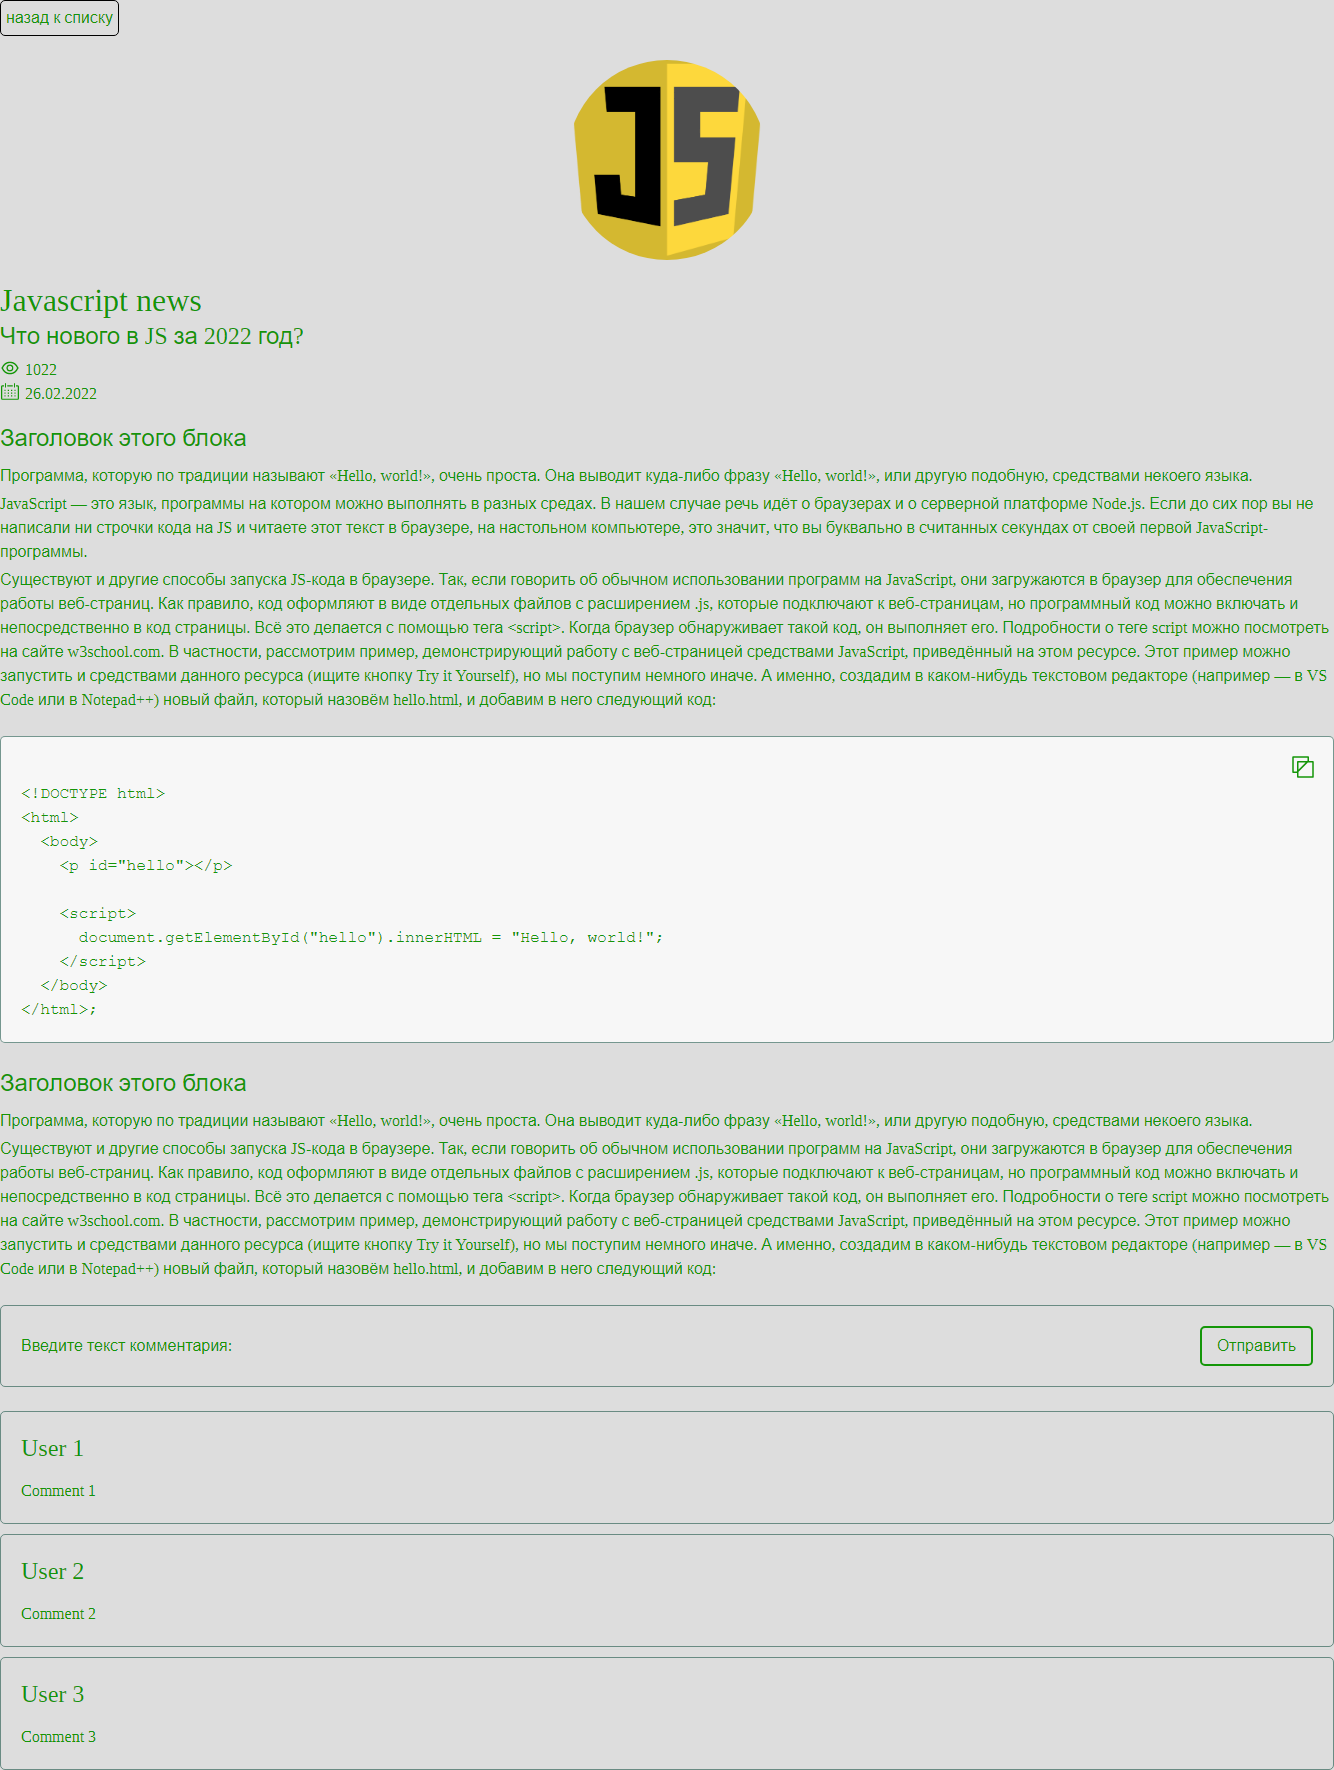 назад к списку
JS
Javascript news
Что нового в JS за 2022 год?
1022
26.02.2022
Заголовок этого блока
Программа, которую по традиции называют «Hello, world!», очень проста. Она выводит куда-либо фразу «Hello, world!», или другую подобную, средствами некоего языка.
JavaScript — это язык, программы на котором можно выполнять в разных средах. В нашем случае речь идёт о браузерах и о серверной платформе Node.js. Если до сих пор вы не
написали ни строчки кода на JS и читаете этот текст в браузере, на настольном компьютере, это значит, что вы буквально в считанных секундах от своей первой JavaScript-
программы.
Существуют и другие способы запуска JS-кода в браузере. Так, если говорить об обычном использовании программ на JavaScript, они загружаются в браузер для обеспечения
работы веб-страниц. Как правило, код оформляют в виде отдельных файлов с расширением .js, которые подключают к веб-страницам, но программный код можно включать и
непосредственно в код страницы. Всё это делается с помощью тега <script>. Когда браузер обнаруживает такой код, он выполняет его. Подробности о теге script можно посмотреть
на сайте w3school.com. В частности, рассмотрим пример, демонстрирующий работу с веб-страницей средствами JavaScript, приведённый на этом ресурсе. Этот пример можно
запустить и средствами данного ресурса (ищите кнопку Try it Yourself), но мы поступим немного иначе. А именно, создадим в каком-нибудь текстовом редакторе (например — в VS
Code или в Notepad++) новый файл, который назовём hello.html, и добавим в него следующий код:
<!DOCTYPE html>
<html>
  <body>
    <p id="hello"></p>
    <script>
      document.getElementById("hello").innerHTML = "Hello, world!";
    </script>
  </body>
</html>;
Заголовок этого блока
Программа, которую по традиции называют «Hello, world!», очень проста. Она выводит куда-либо фразу «Hello, world!», или другую подобную, средствами некоего языка.
Существуют и другие способы запуска JS-кода в браузере. Так, если говорить об обычном использовании программ на JavaScript, они загружаются в браузер для обеспечения
работы веб-страниц. Как правило, код оформляют в виде отдельных файлов с расширением .js, которые подключают к веб-страницам, но программный код можно включать и
непосредственно в код страницы. Всё это делается с помощью тега <script>. Когда браузер обнаруживает такой код, он выполняет его. Подробности о теге script можно посмотреть
на сайте w3school.com. В частности, рассмотрим пример, демонстрирующий работу с веб-страницей средствами JavaScript, приведённый на этом ресурсе. Этот пример можно
запустить и средствами данного ресурса (ищите кнопку Try it Yourself), но мы поступим немного иначе. А именно, создадим в каком-нибудь текстовом редакторе (например — в VS
Code или в Notepad++) новый файл, который назовём hello.html, и добавим в него следующий код:
Введите текст комментария:
Отправить
User 1
Comment 1
User 2
Comment 2
User 3
Comment 3